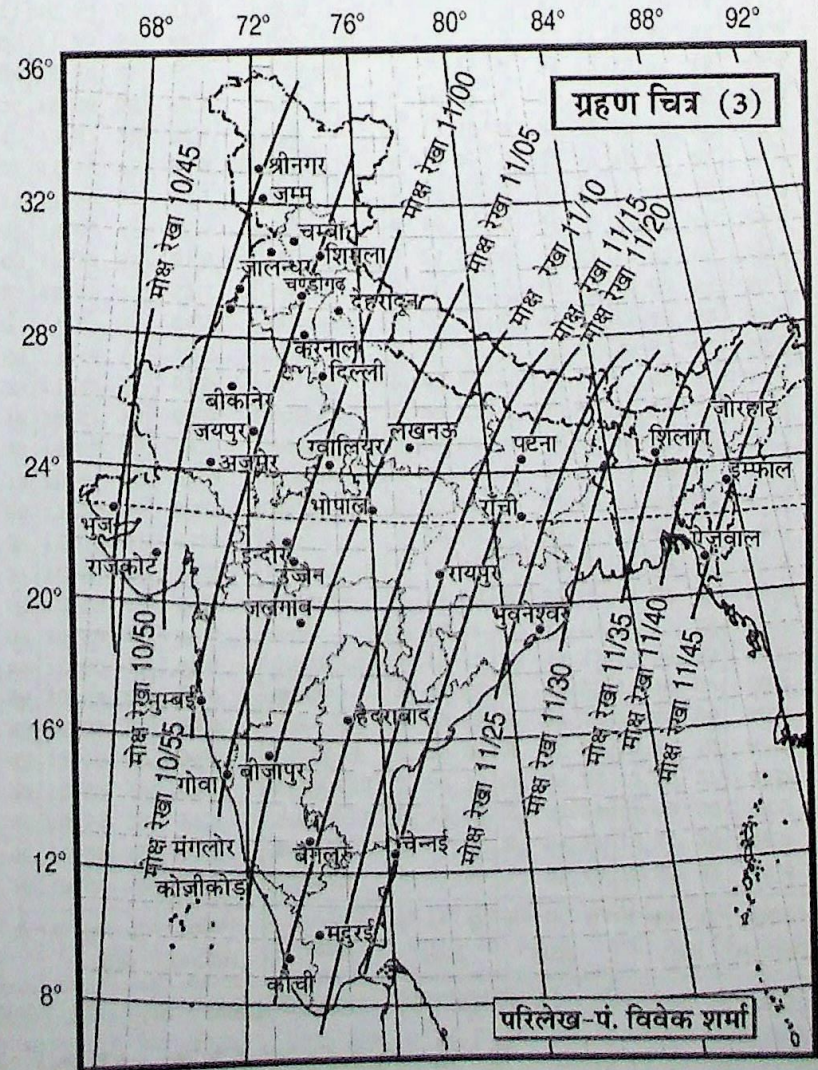 68° 72° 76° 80° 84° 88° 92°
36°
ग्रहण चित्र (3)
मोक्ष रेखा 10/45
मोक्ष रेखा 11/00
मोक्ष रेखा 11/05
मोक्ष रेखा 11/10
मोक्ष रेखा 11/15
मोक्ष रेखा 11/20
श्रीनगर
32°
जम्मू
चम्बा
शिमला
जालन्धर
चण्डीगढ़
देहरादून
28°
करनाल
दिल्ली
बीकानेर
जोरहाट
जयपुर
लखनऊ
शिलांग
ग्वालियर
पटना
24°
अजमेर
इम्फाल
भोपाल
राँची
भुज
ऐज़वाल
राजकोट
इन्दौर
उज्जैन
रायपुर
20°
जलगांव
भुवनेश्वर
मोक्ष रेखा 10/50
मोक्ष रेखा 10/55
मोक्ष रेखा 11/25
मोक्ष रेखा 11/30
मोक्ष रेखा 11/35
मोक्ष रेखा 11/40
मोक्ष रेखा 11/45
मुम्बई
हैदराबाद
16°
गोवा
बीजापुर
मंगलोर
बैंगलुरु
चेन्नई
12°
कोज़ीकोड़
मदुरई
कोची
8°
परिलेख-पं. विवेक शर्मा